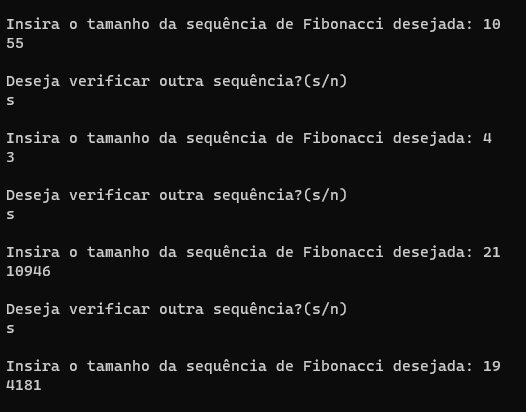 Insira o tamanho da sequência de Fibonacci desejada: 10
55
Deseja verificar outra sequência?(s/n)
s
Insira o tamanho da sequência de Fibonacci desejada: 4
3
Deseja verificar outra sequência?(s/n)
s
Insira o tamanho da sequência de Fibonacci desejada: 21
10946
Deseja verificar outra sequência?(s/n)
s
Insira o tamanho da sequência de Fibonacci desejada: 19
4181